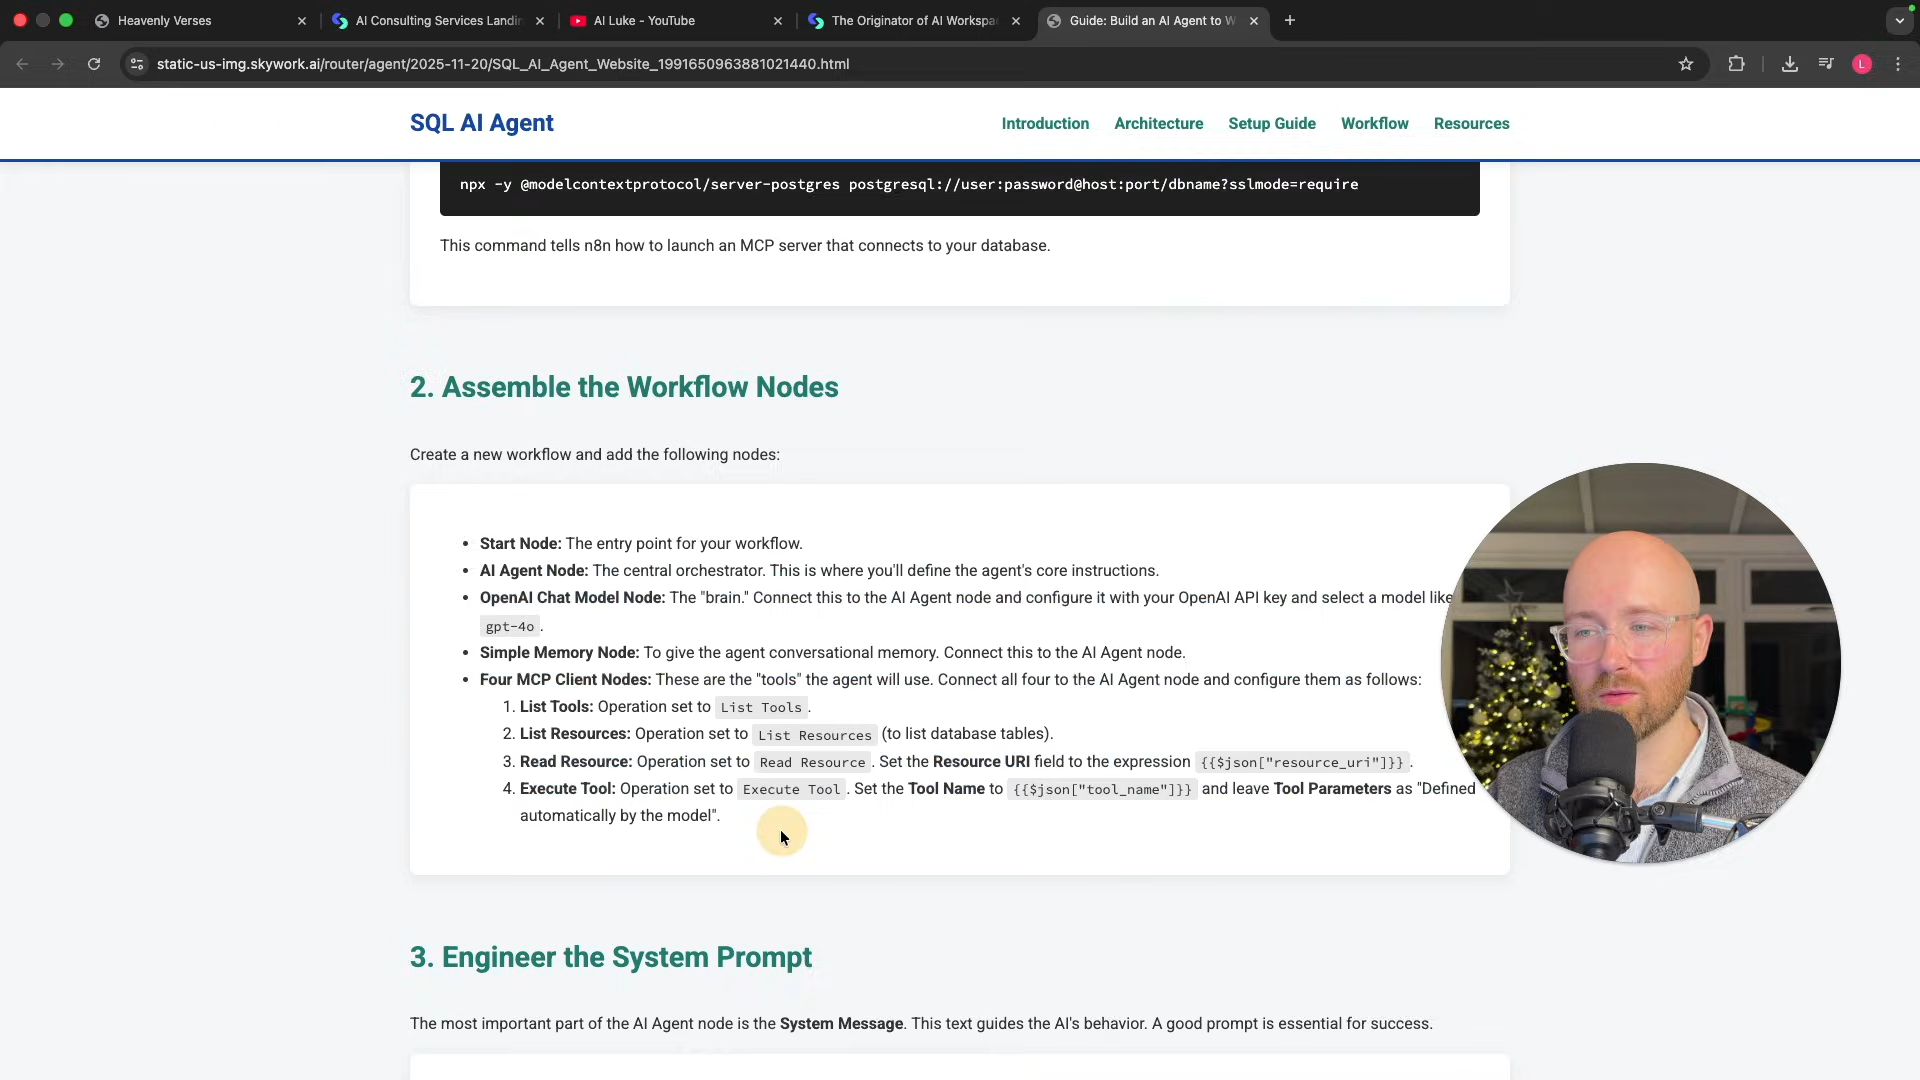 Heavenly Verses
AI Consulting Services Landi
AI Luke - YouTube
The Originator of AI Workspa
Guide: Build an AI Agent to W
static-us-img.skywork.ai/router/agent/2025-11-20/SQL_AI_Agent_Website_1991650963881021440.html
L
SQL AI Agent
Introduction
Architecture
Setup Guide
Workflow
Resources
npx -y @modelcontextprotocol/server-postgres postgresql://user:password@host:port/dbname?sslmode=require
This command tells n8n how to launch an MCP server that connects to your database.
2. Assemble the Workflow Nodes
Create a new workflow and add the following nodes:
• Start Node: The entry point for your workflow.
• AI Agent Node: The central orchestrator. This is where you'll define the agent's core instructions.
• OpenAI Chat Model Node: The "brain." Connect this to the AI Agent node and configure it with your OpenAI API key and select a model like
gpt-4o.
• Simple Memory Node: To give the agent conversational memory. Connect this to the AI Agent node.
• Four MCP Client Nodes: These are the "tools" the agent will use. Connect all four to the AI Agent node and configure them as follows:
1. List Tools: Operation set to List Tools.
2. List Resources: Operation set to List Resources (to list database tables).
3. Read Resource: Operation set to Read Resource. Set the Resource URI field to the expression {{$json["resource_uri"]}}.
4. Execute Tool: Operation set to Execute Tool. Set the Tool Name to {{$json["tool_name"]}} and leave Tool Parameters as "Defined
automatically by the model".
3. Engineer the System Prompt
The most important part of the AI Agent node is the System Message. This text guides the AI's behavior. A good prompt is essential for success.